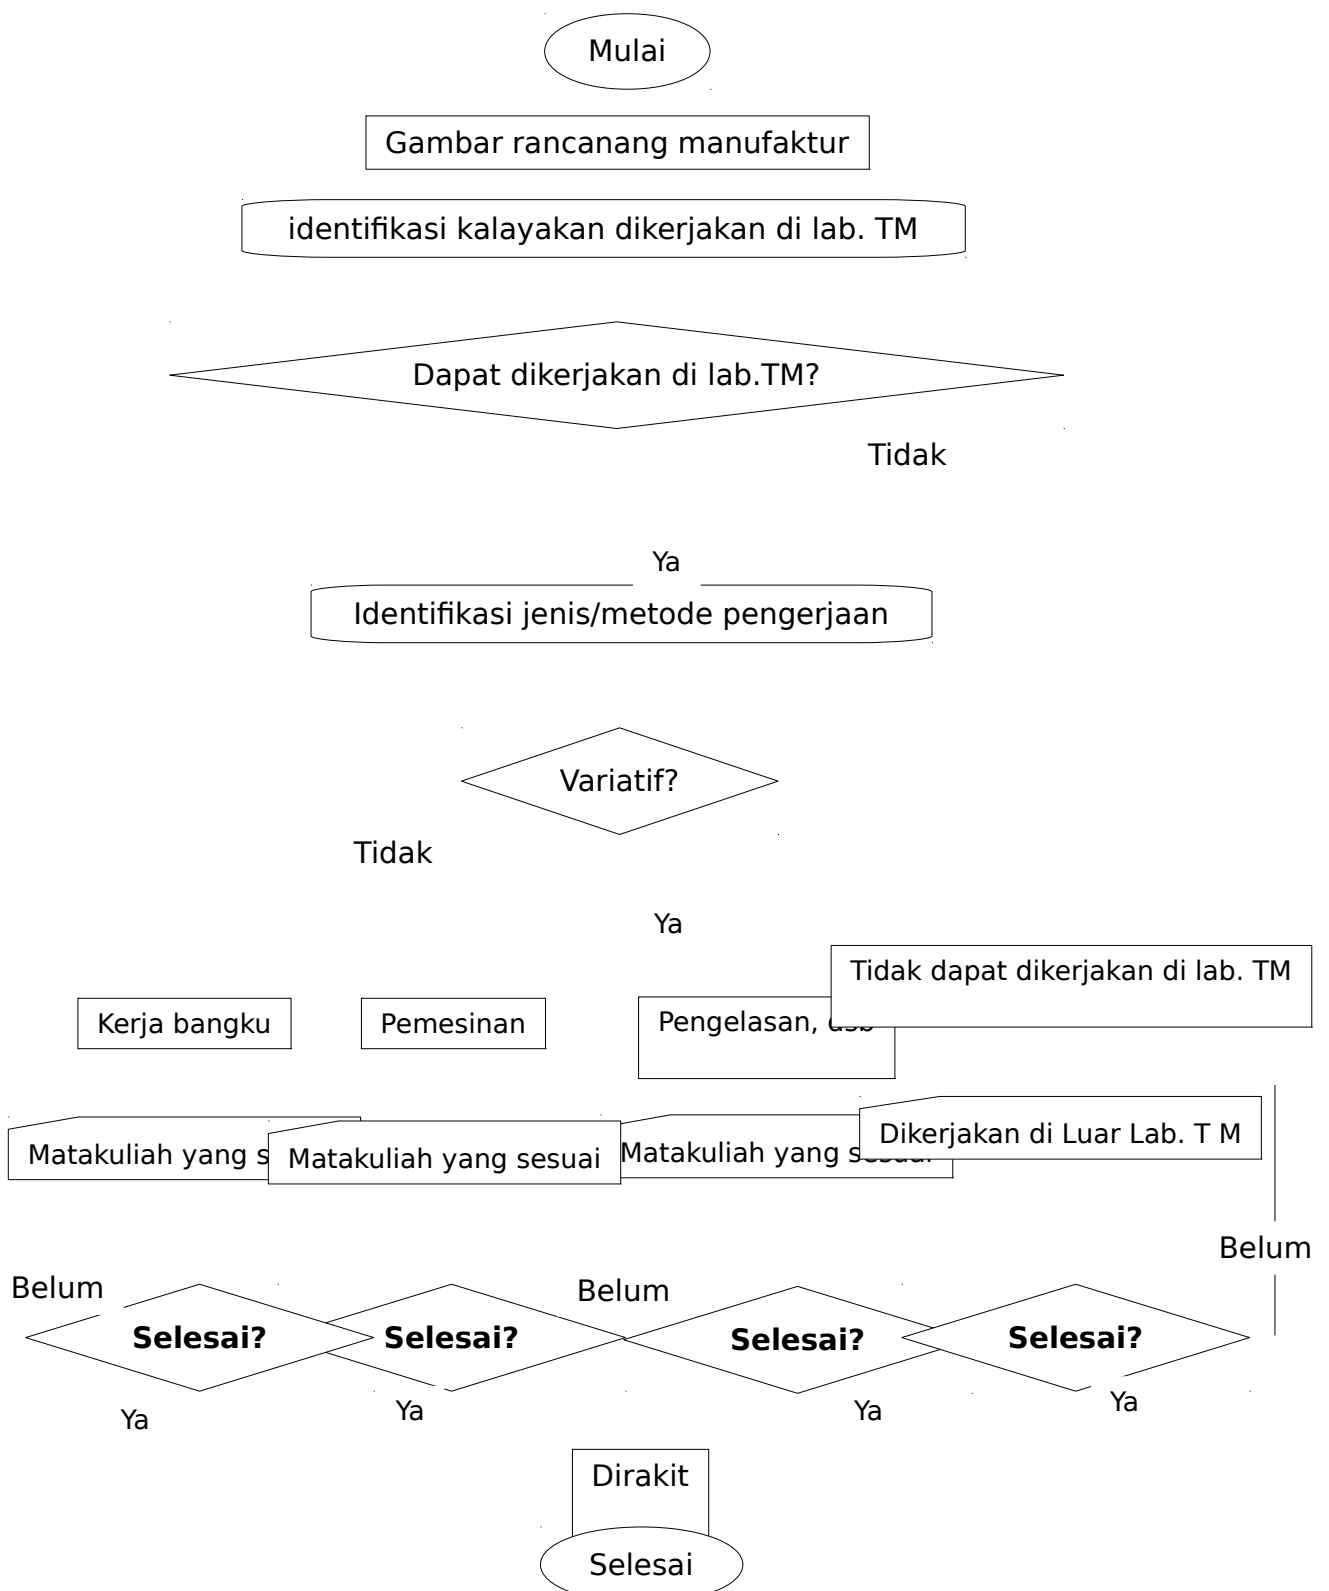 Mulai
Gambar rancanang manufaktur
identifikasi kalayakan dikerjakan di lab. TM
Dapat dikerjakan di lab.TM?
Tidak
Ya
Identifikasi jenis/metode pengerjaan
Variatif?
Tidak
Ya
Tidak dapat dikerjakan di lab. TM
Kerja bangku
Pemesinan
Pengelasan, dsb
Matakuliah yang
Matakuliah yang sesuai
Matakuliah yang sesuai
Dikerjakan di Luar Lab. T M
Belum
Belum
Belum
Selesai?
Selesai?
Selesai?
Selesai?
Ya
Ya
Ya
Ya
Dirakit
Selesai